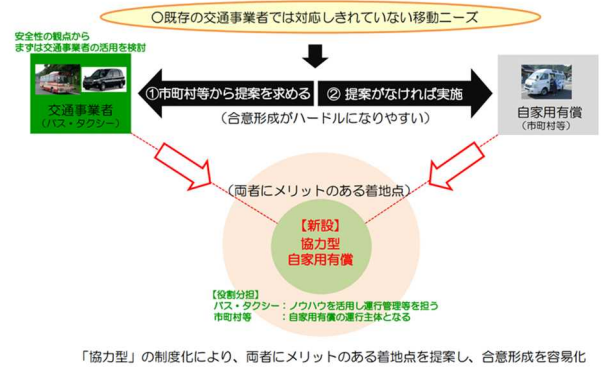 〇既存の交通事業者では対応しきれていない移動ニーズ
安全性の観点から
まずは交通事業者の活用を検討
①市町村等から提案を求める
② 提案がなければ実施
交通事業者
（バス・タクシー）
（合意形成がハードルになりやすい）
自家用有償
（市町村等）
（両者にメリットのある着地点）
【新設】
協力型
自家用有償
【役割分担】
バス・タクシー：ノウハウを活用し運行管理等を担う
市町村等　　　：自家用有償の運行主体となる
「協力型」の制度化により、両者にメリットのある着地点を提案し、合意形成を容易化